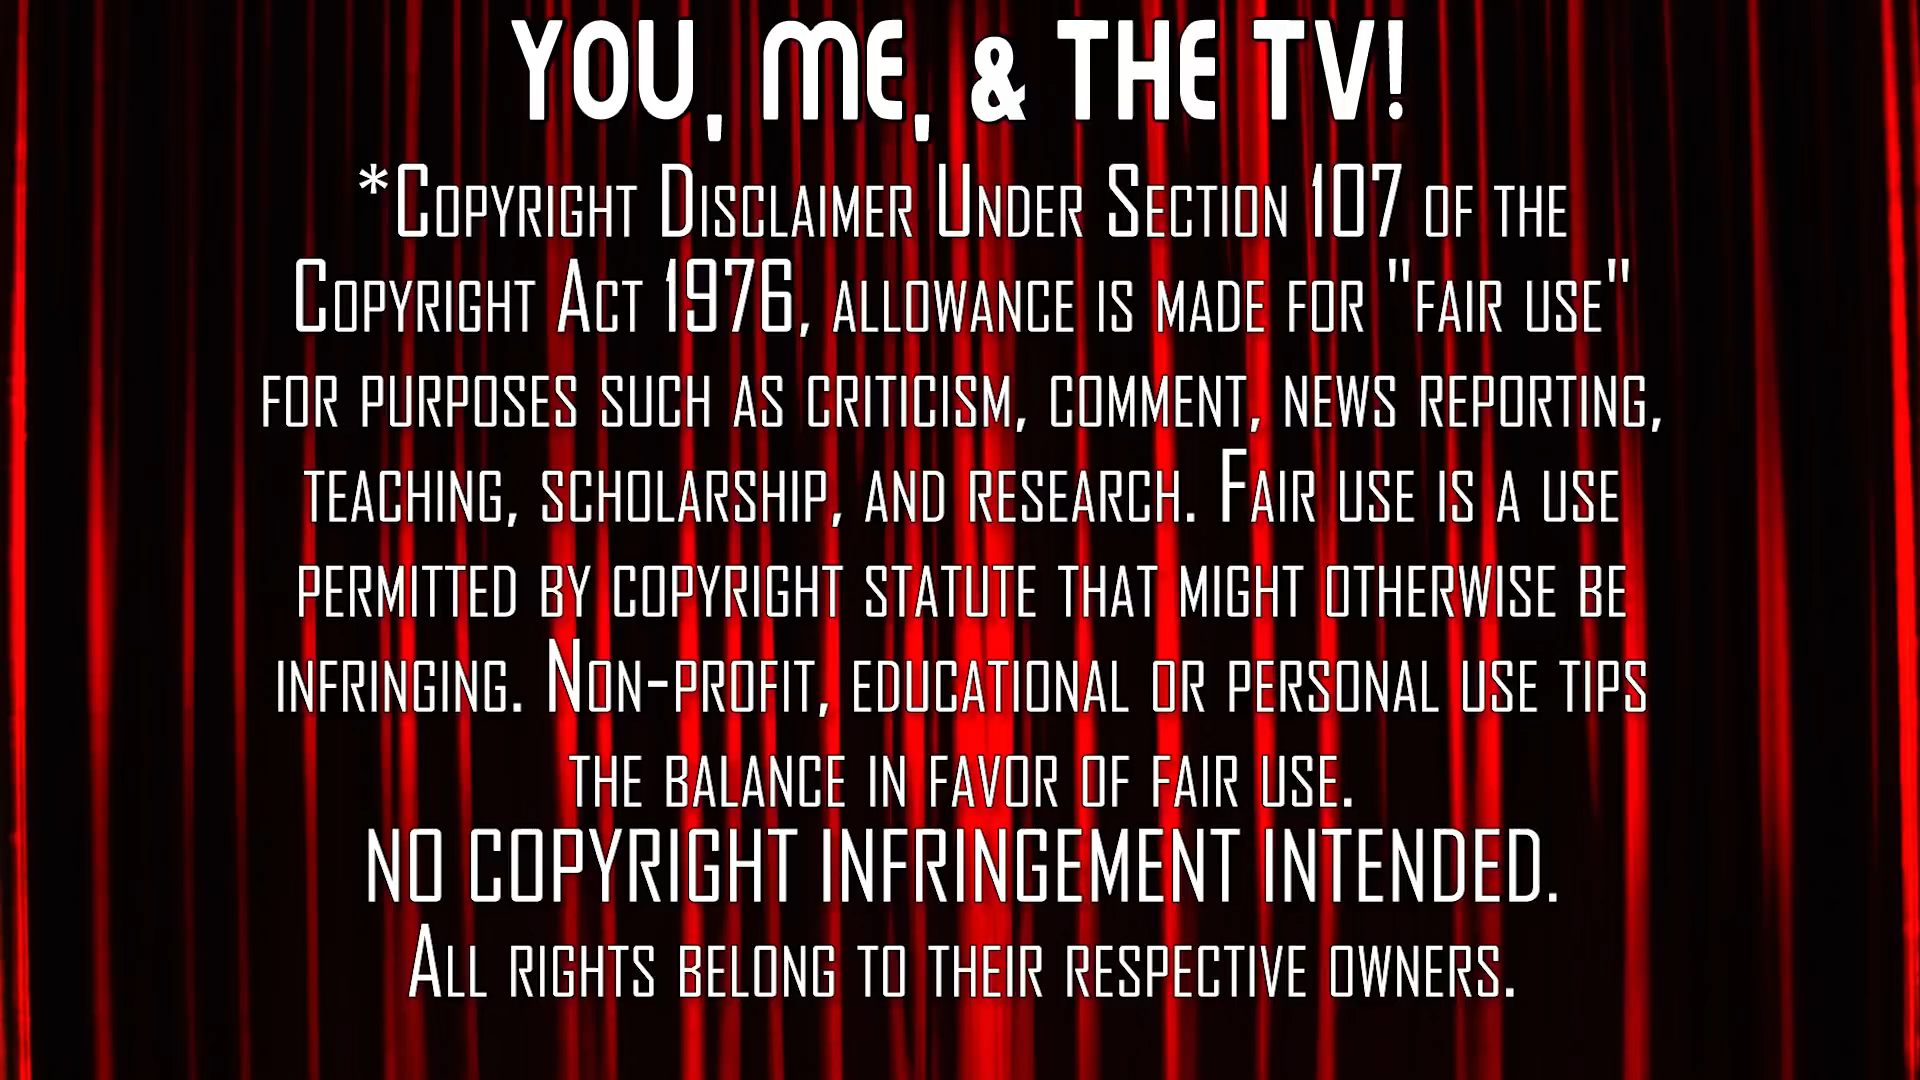 YOU, ME, & THE TV!
*Copyright Disclaimer Under Section 107 of the
Copyright Act 1976, allowance is made for "fair use"
for purposes such as criticism, comment, news reporting,
teaching, scholarship, and research. Fair use is a use
permitted by copyright statute that might otherwise be
infringing. Non-profit, educational or personal use tips
the balance in favor of fair use.
NO COPYRIGHT INFRINGEMENT INTENDED.
All rights belong to their respective owners.